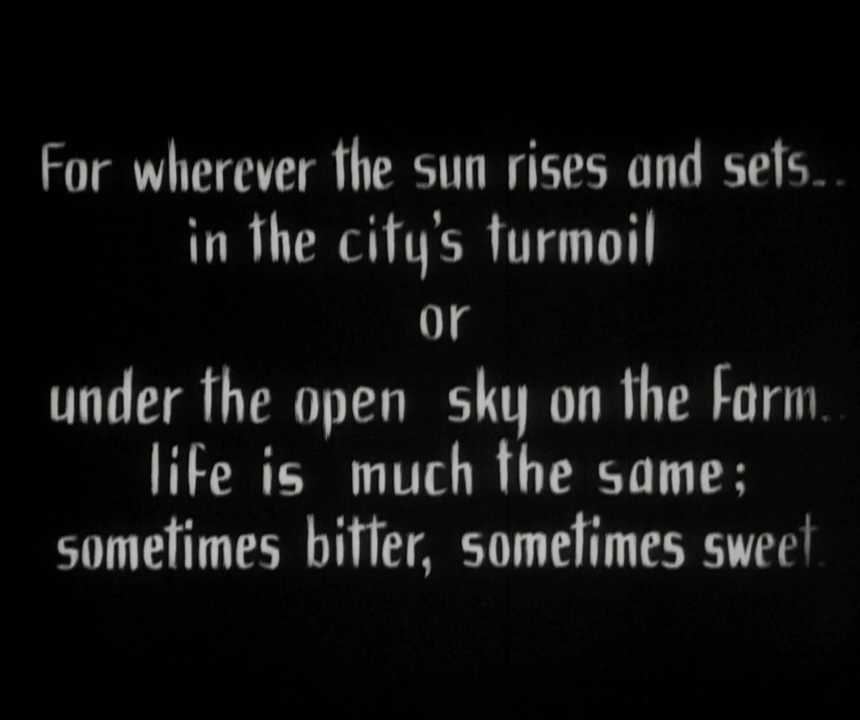 For wherever the sun rises and sets..
in the city's turmoil
or
under the open sky on the farm..
life is much the same;
sometimes bitter, sometimes sweet.